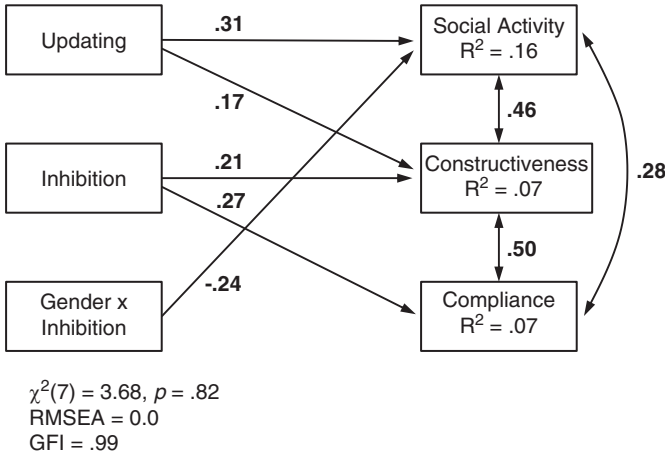 Updating
.31
Social Activity
R² = .16
.17
.46
Inhibition
.21
Constructiveness
R² = .07
.28
.27
.50
Gender x
Inhibition
-.24
Compliance
R² = .07
χ²(7) = 3.68, p = .82
RMSEA = 0.0
GFI = .99